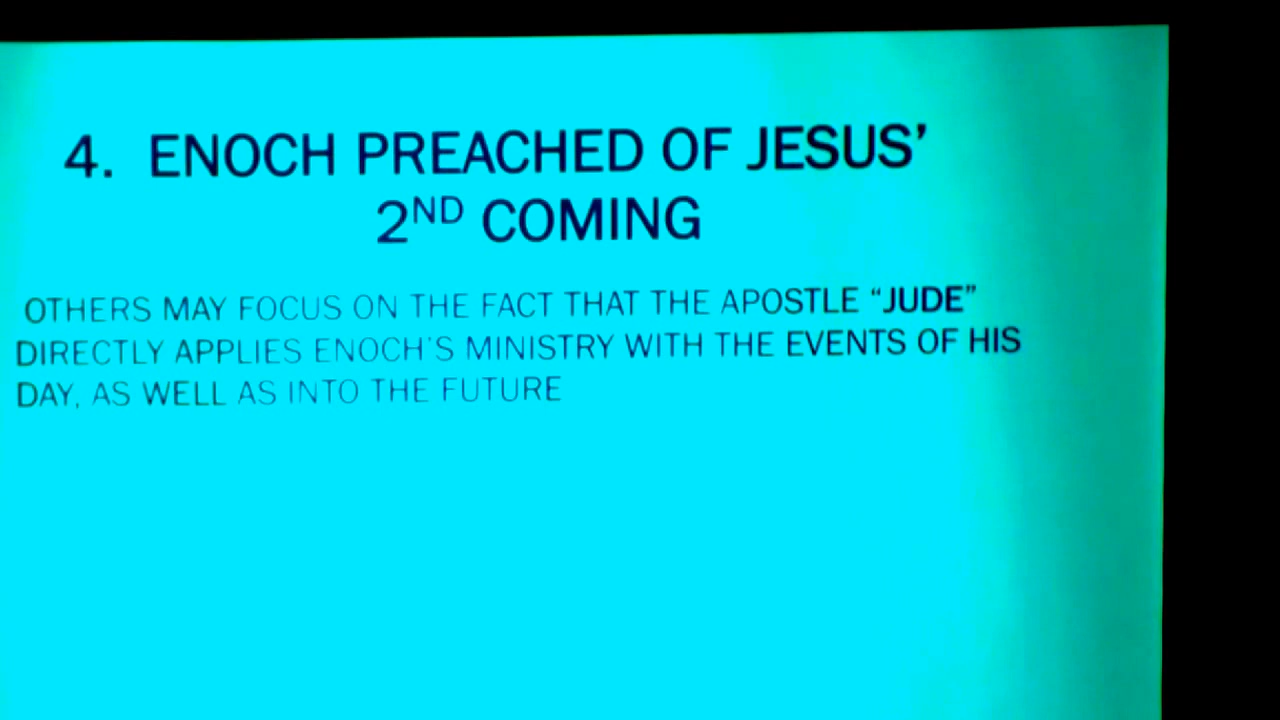 4. ENOCH PREACHED OF JESUS’
2ND COMING
OTHERS MAY FOCUS ON THE FACT THAT THE APOSTLE “JUDE”
DIRECTLY APPLIES ENOCH'S MINISTRY WITH THE EVENTS OF HIS
DAY, AS WELL AS INTO THE FUTURE